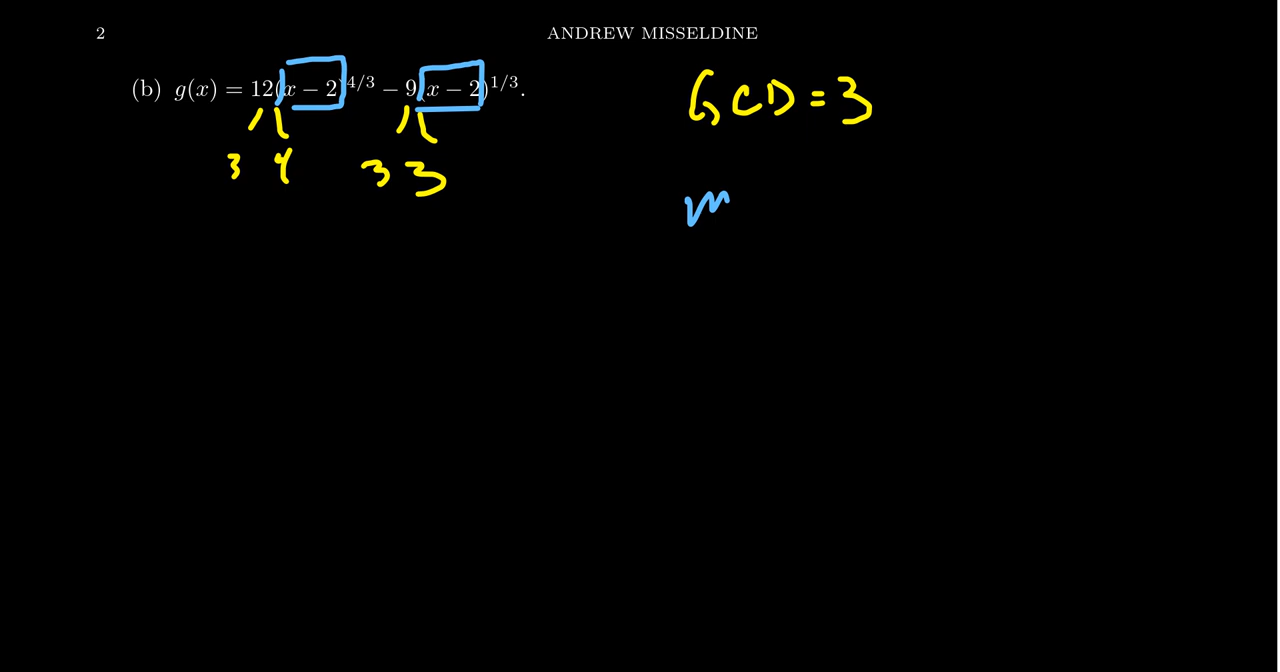 2 ANDREW MISSELDINE
(b) g(x) = 12(x − 2)^{4/3} − 9(x − 2)^{1/3}.
GCD = 3
3 4 3 3
m